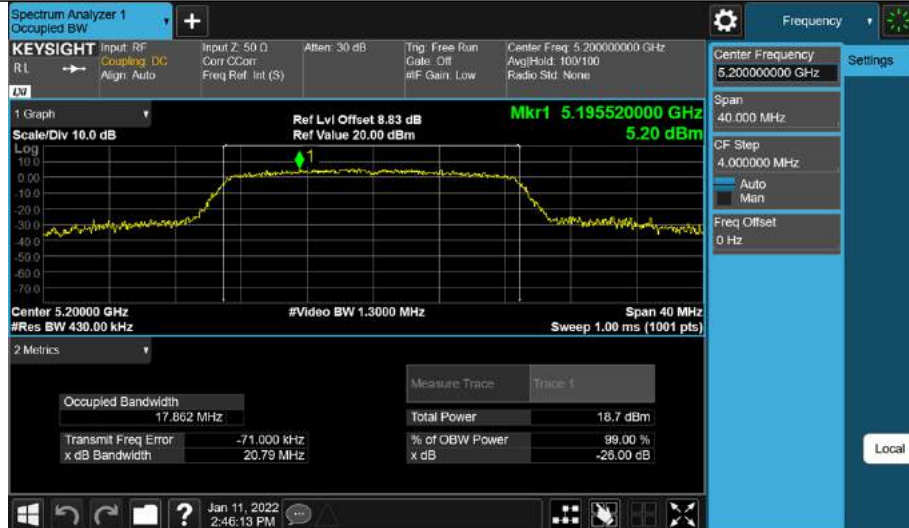 Spectrum Analyzer 1
Occupied BW
+
Frequency
KEYSIGHT
RL
LXI
Input: RF
Coupling: DC
Align: Auto
Input Z: 50 Ω
Corr CCorr
Freq Ref: Int (S)
Atten: 30 dB
Trig: Free Run
Gate: Off
#IF Gain: Low
Center Freq: 5.200000000 GHz
Avg|Hold: 100/100
Radio Std: None
Center Frequency
5.200000000 GHz
Settings
Span
40.000 MHz
CF Step
4.000000 MHz
Auto
Man
Freq Offset
0 Hz
Local
1 Graph
Scale/Div 10.0 dB
Ref Lvl Offset 8.83 dB
Ref Value 20.00 dBm
Mkr1 5.195520000 GHz
5.20 dBm
Log
10.0
0.00
-10.0
-20.0
-30.0
-40.0
-50.0
-60.0
-70.0
1
Center 5.20000 GHz
#Res BW 430.00 kHz
#Video BW 1.3000 MHz
Span 40 MHz
Sweep 1.00 ms (1001 pts)
2 Metrics
Measure Trace Trace 1
Occupied Bandwidth
17.862 MHz
Total Power 18.7 dBm
Transmit Freq Error -71.000 kHz
% of OBW Power 99.00 %
x dB Bandwidth 20.79 MHz
x dB -26.00 dB
?
Jan 11, 2022
2:46:13 PM